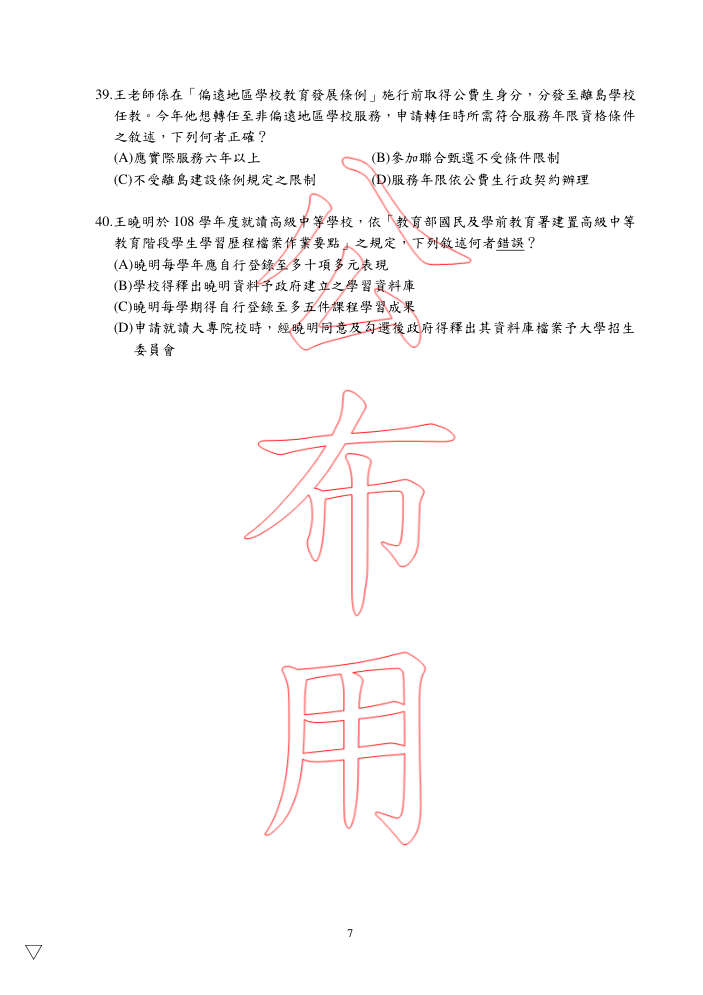 39.王老師係在「偏遠地區學校教育發展條例」施行前取得公費生身分，分發至離島學校
任教。今年他想轉任至非偏遠地區學校服務，申請轉任時所需符合服務年限資格條件
之敘述，下列何者正確？
(A)應實際服務六年以上 (B)參加聯合甄選不受條件限制
(C)不受離島建設條例規定之限制 (D)服務年限依公費生行政契約辦理
40.王曉明於 108 學年度就讀高級中等學校，依「教育部國民及學前教育署建置高級中等
教育階段學生學習歷程檔案作業要點」之規定，下列敘述何者錯誤？
(A)曉明每學年應自行登錄至多十項多元表現
(B)學校得釋出曉明資料予政府建立之學習資料庫
(C)曉明每學期得自行登錄至多五件課程學習成果
(D)申請就讀大專院校時，經曉明同意及勾選後政府得釋出其資料庫檔案予大學招生
委員會
公
布
用
7